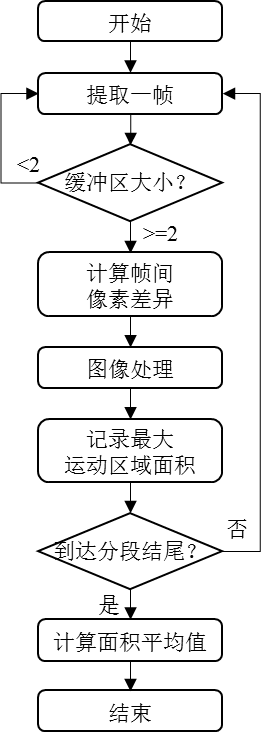 开始
提取一帧
<2
缓冲区大小？
>=2
计算帧间
像素差异
图像处理
记录最大
运动区域面积
到达分段结尾？
否
是
计算面积平均值
结束